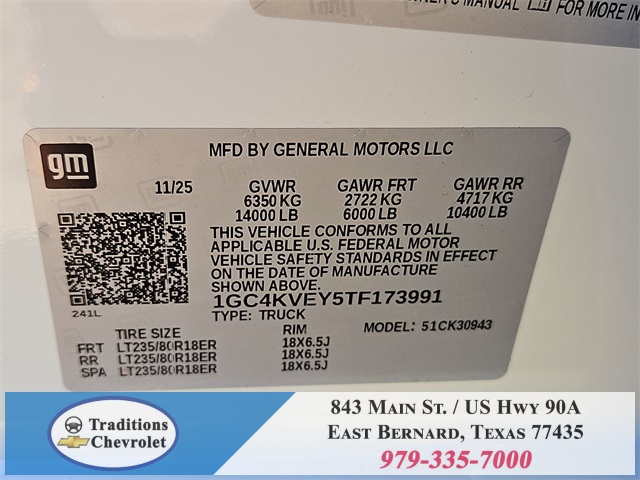 NER'S MANUAL
FOR MORE IN
gm
MFD BY GENERAL MOTORS LLC
11/25 GVWR GAWR FRT GAWR RR
6350 KG 2722 KG 4717 KG
14000 LB 6000 LB 10400 LB
THIS VEHICLE CONFORMS TO ALL
APPLICABLE U.S. FEDERAL MOTOR
VEHICLE SAFETY STANDARDS IN EFFECT
ON THE DATE OF MANUFACTURE
SHOWN ABOVE.
1GC4KVEY5TF173991
241L
TYPE: TRUCK MODEL: 51CK30943
TIRE SIZE RIM
FRT LT235/80R18ER 18X6.5J
RR LT235/80R18ER 18X6.5J
SPA LT235/80R18ER 18X6.5J
Traditions
Chevrolet
843 Main St. / US Hwy 90A
East Bernard, Texas 77435
979-335-7000